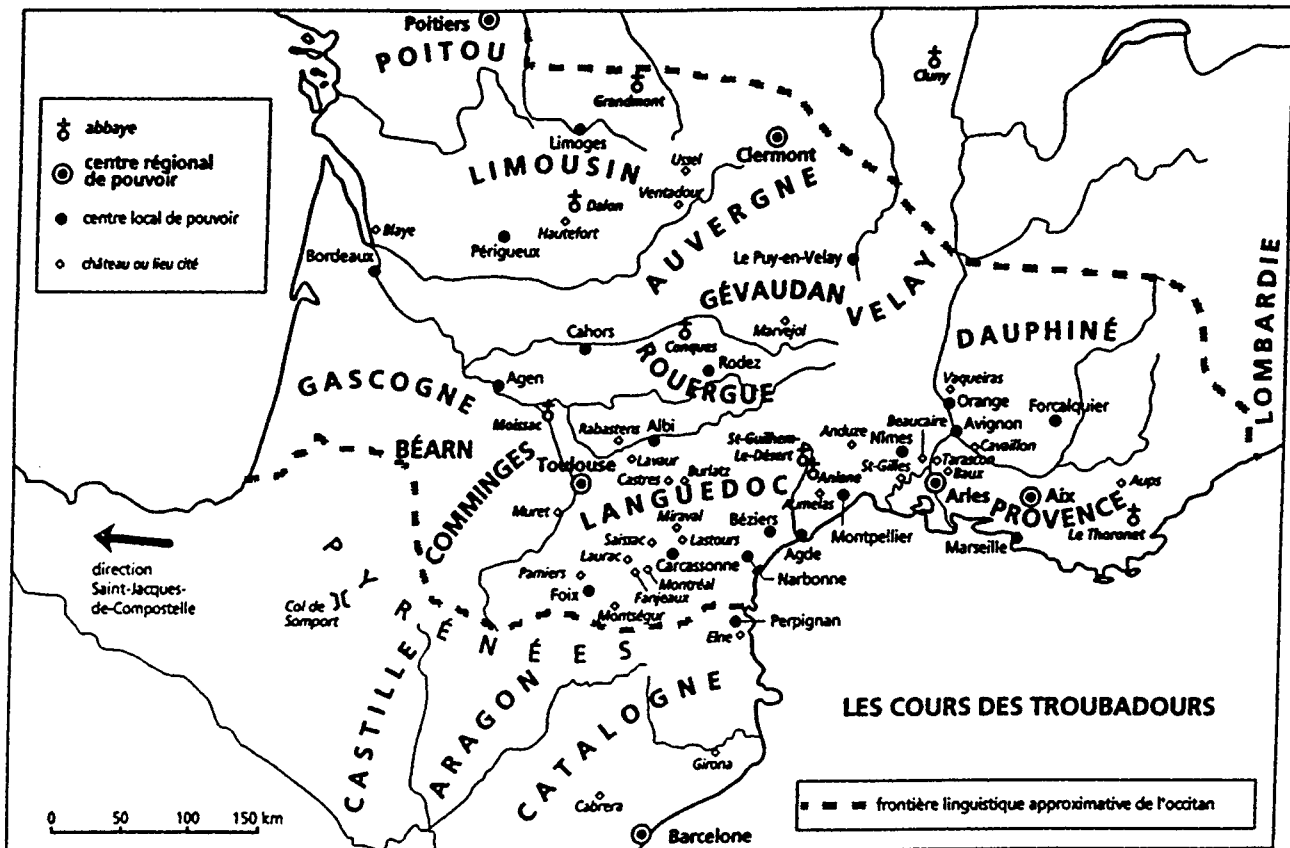 Poitiers
POITOU
Cluny
Grandmont
abbaye
centre régional
de pouvoir
centre local de pouvoir
château ou lieu cité
Limoges
Clermont
Ussel
LIMOUSIN
Ventadour
Dalon
Hautefort
Blaye
Périgueux
AUVERGNE
Bordeaux
Le Puy-en-Velay
VELAY
GÉVAUDAN
Marvejol
DAUPHINÉ
LOMBARDIE
Cahors
Conques
ROUERGUE
Rodez
GASCOGNE
Agen
Vaqueiras
Orange
Forcalquier
Moissac
Rabastens
Albi
St-Guilhem-
Le-Désert
Anduze
Nîmes
Beaucaire
Avignon
Cavaillon
BÉARN
COMMINGES
Toulouse
Lavaur
Castres
Burlatz
St-Gilles
Tarascon
Baux
Aniane
LANGUEDOC
Aumelas
Arles
Aix
Aups
PROVENCE
Muret
Miraval
Béziers
Le Thoronet
Saissac
Lastours
Agde
Montpellier
Marseille
Laurac
Carcassonne
Narbonne
Pamiers
Montréal
Fanjeaux
Foix
Montségur
direction
Saint-Jacques-
de-Compostelle
Col de
Somport
PYRÉNÉES
Perpignan
Elne
CASTILLE
ARAGON
CATALOGNE
LES COURS DES TROUBADOURS
Girona
Cabrera
frontière linguistique approximative de l'occitan
0 50 100 150 km
Barcelone